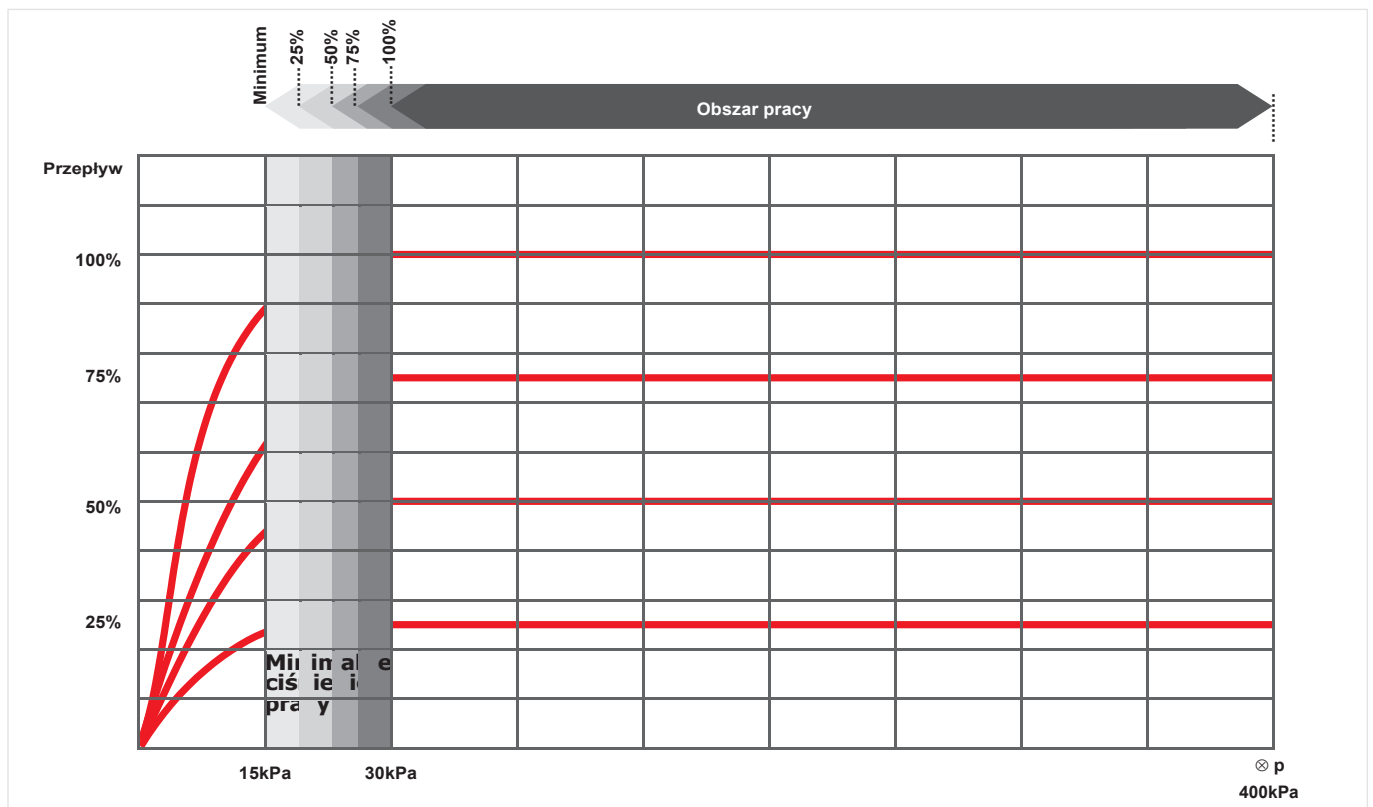 Minimum
25%
50%
75%
100%
Obszar pracy
Przepływ
100%
75%
50%
25%
15kPa
30kPa
⊗ p
400kPa